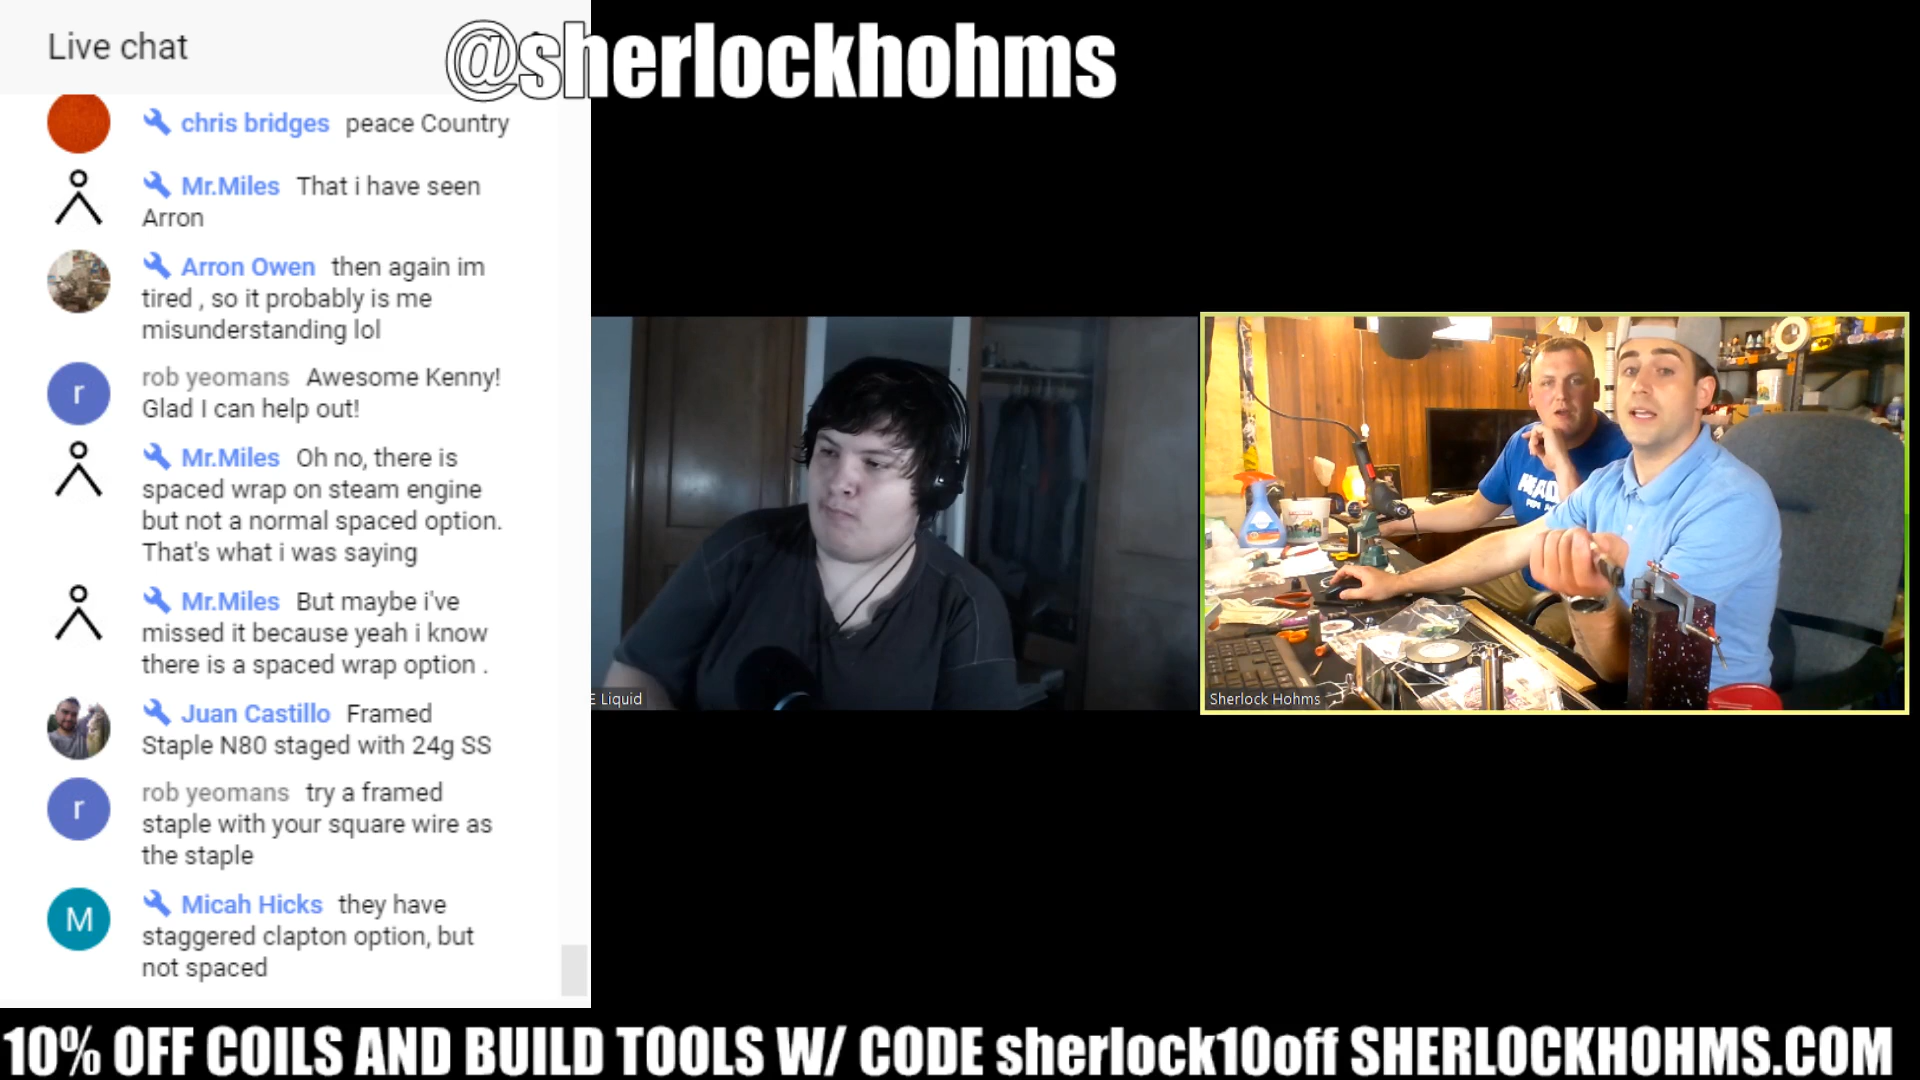 Live chat
@sherlockhohms
chris bridges peace Country
Mr.Miles That i have seen
Arron
Arron Owen then again im
tired , so it probably is me
misunderstanding lol
r
rob yeomans Awesome Kenny!
Glad I can help out!
Mr.Miles Oh no, there is
spaced wrap on steam engine
but not a normal spaced option.
That's what i was saying
Mr.Miles But maybe i've
missed it because yeah i know
there is a spaced wrap option .
Juan Castillo Framed
Staple N80 staged with 24g SS
r
rob yeomans try a framed
staple with your square wire as
the staple
M
Micah Hicks they have
staggered clapton option, but
not spaced
E Liquid
Sherlock Hohms
10% OFF COILS AND BUILD TOOLS W/ CODE sherlock10off SHERLOCKHOHMS.COM